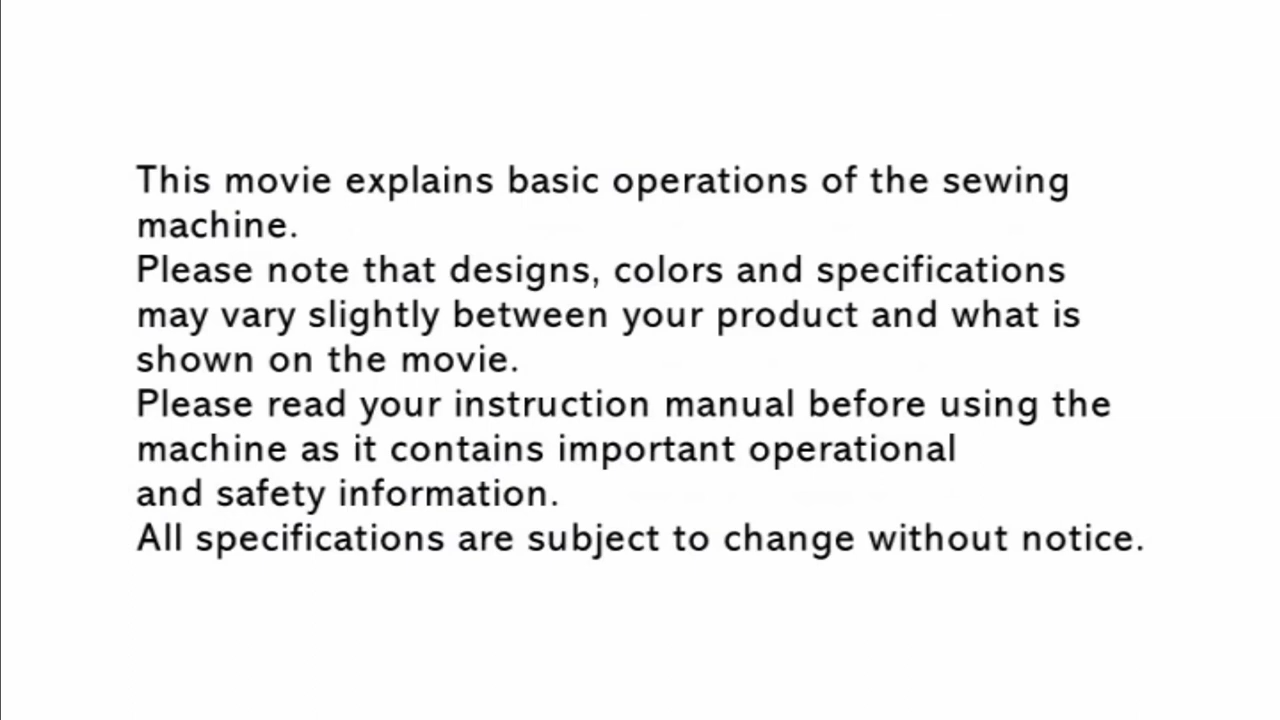 This movie explains basic operations of the sewing
machine.
Please note that designs, colors and specifications
may vary slightly between your product and what is
shown on the movie.
Please read your instruction manual before using the
machine as it contains important operational
and safety information.
All specifications are subject to change without notice.